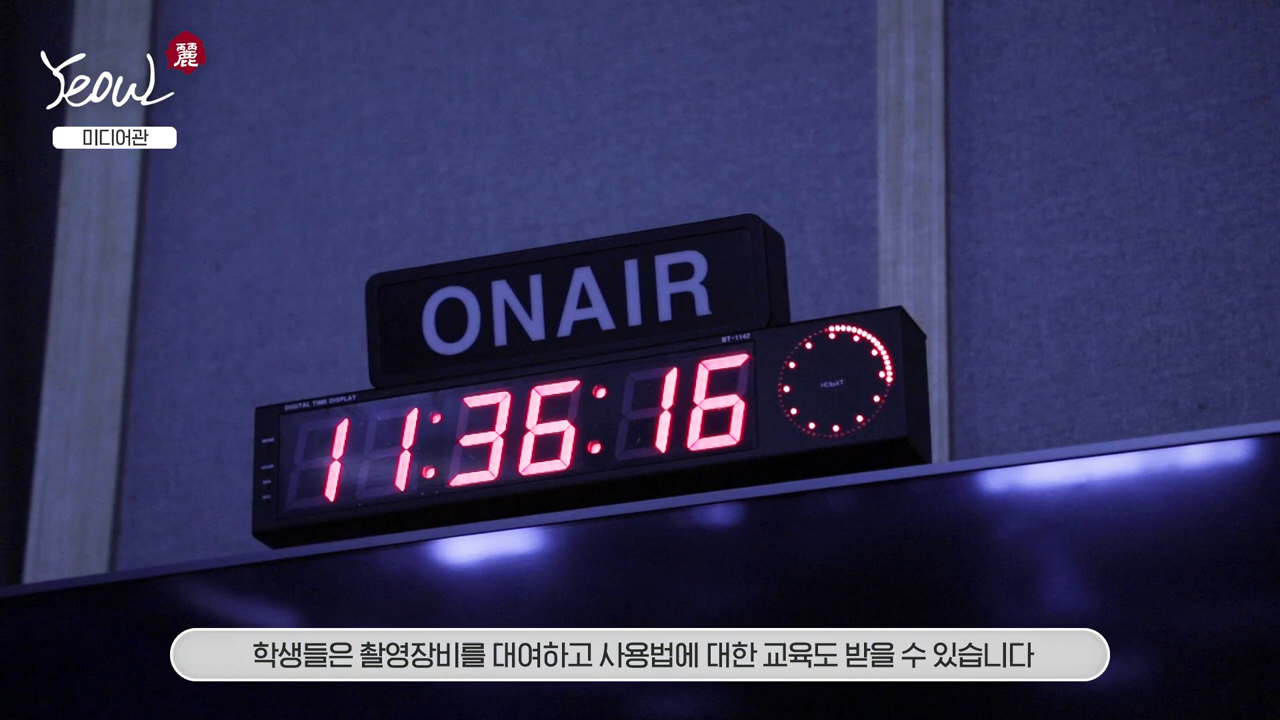 Yeoul
麗
미디어관
ONAIR
BT-1142
DIGITAL TIME DISPLAY
11:36:16
학생들은 촬영장비를 대여하고 사용법에 대한 교육도 받을 수 있습니다